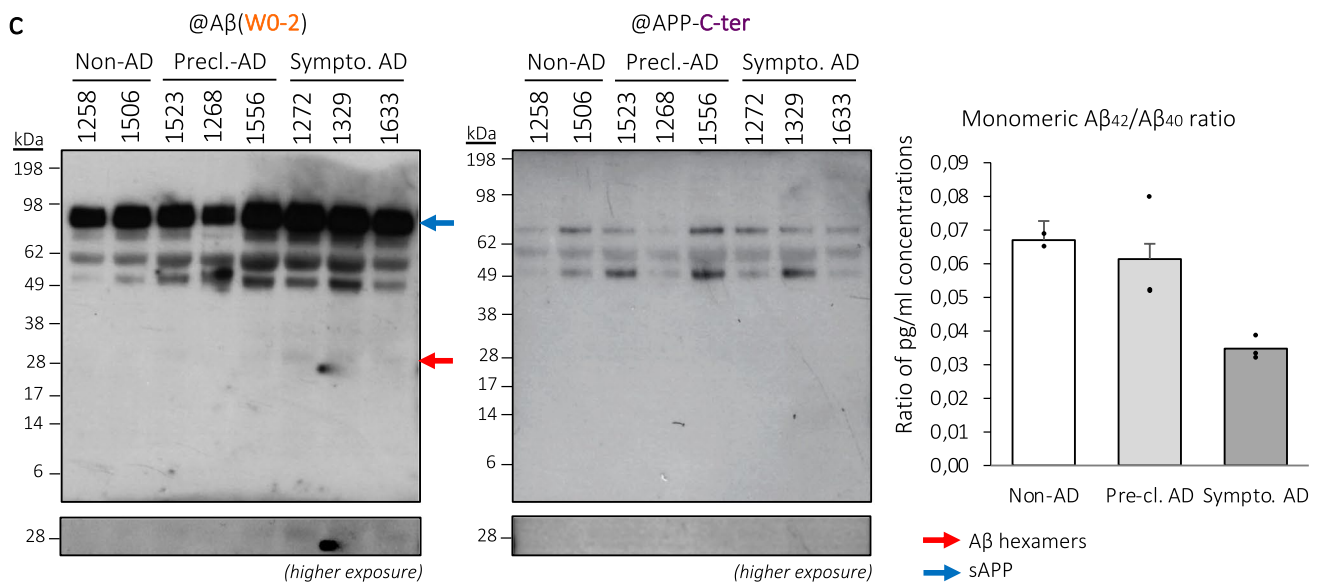 c
@Aβ(W0-2)
Non-AD Precl.-AD Sympto. AD
1258 1506 1523 1268 1556 1272 1329 1633
kDa
198
98
62
49
38
28
17
14
6
28
(higher exposure)
@APP-C-ter
Non-AD Precl.-AD Sympto. AD
1258 1506 1523 1268 1556 1272 1329 1633
kDa
198
98
62
49
38
28
17
14
6
28
(higher exposure)
Monomeric Aβ42/Aβ40 ratio
Ratio of pg/ml concentrations
0,09
0,08
0,07
0,06
0,05
0,04
0,03
0,02
0,01
0,00
Non-AD Pre-cl. AD Sympto. AD
Aβ hexamers
sAPP